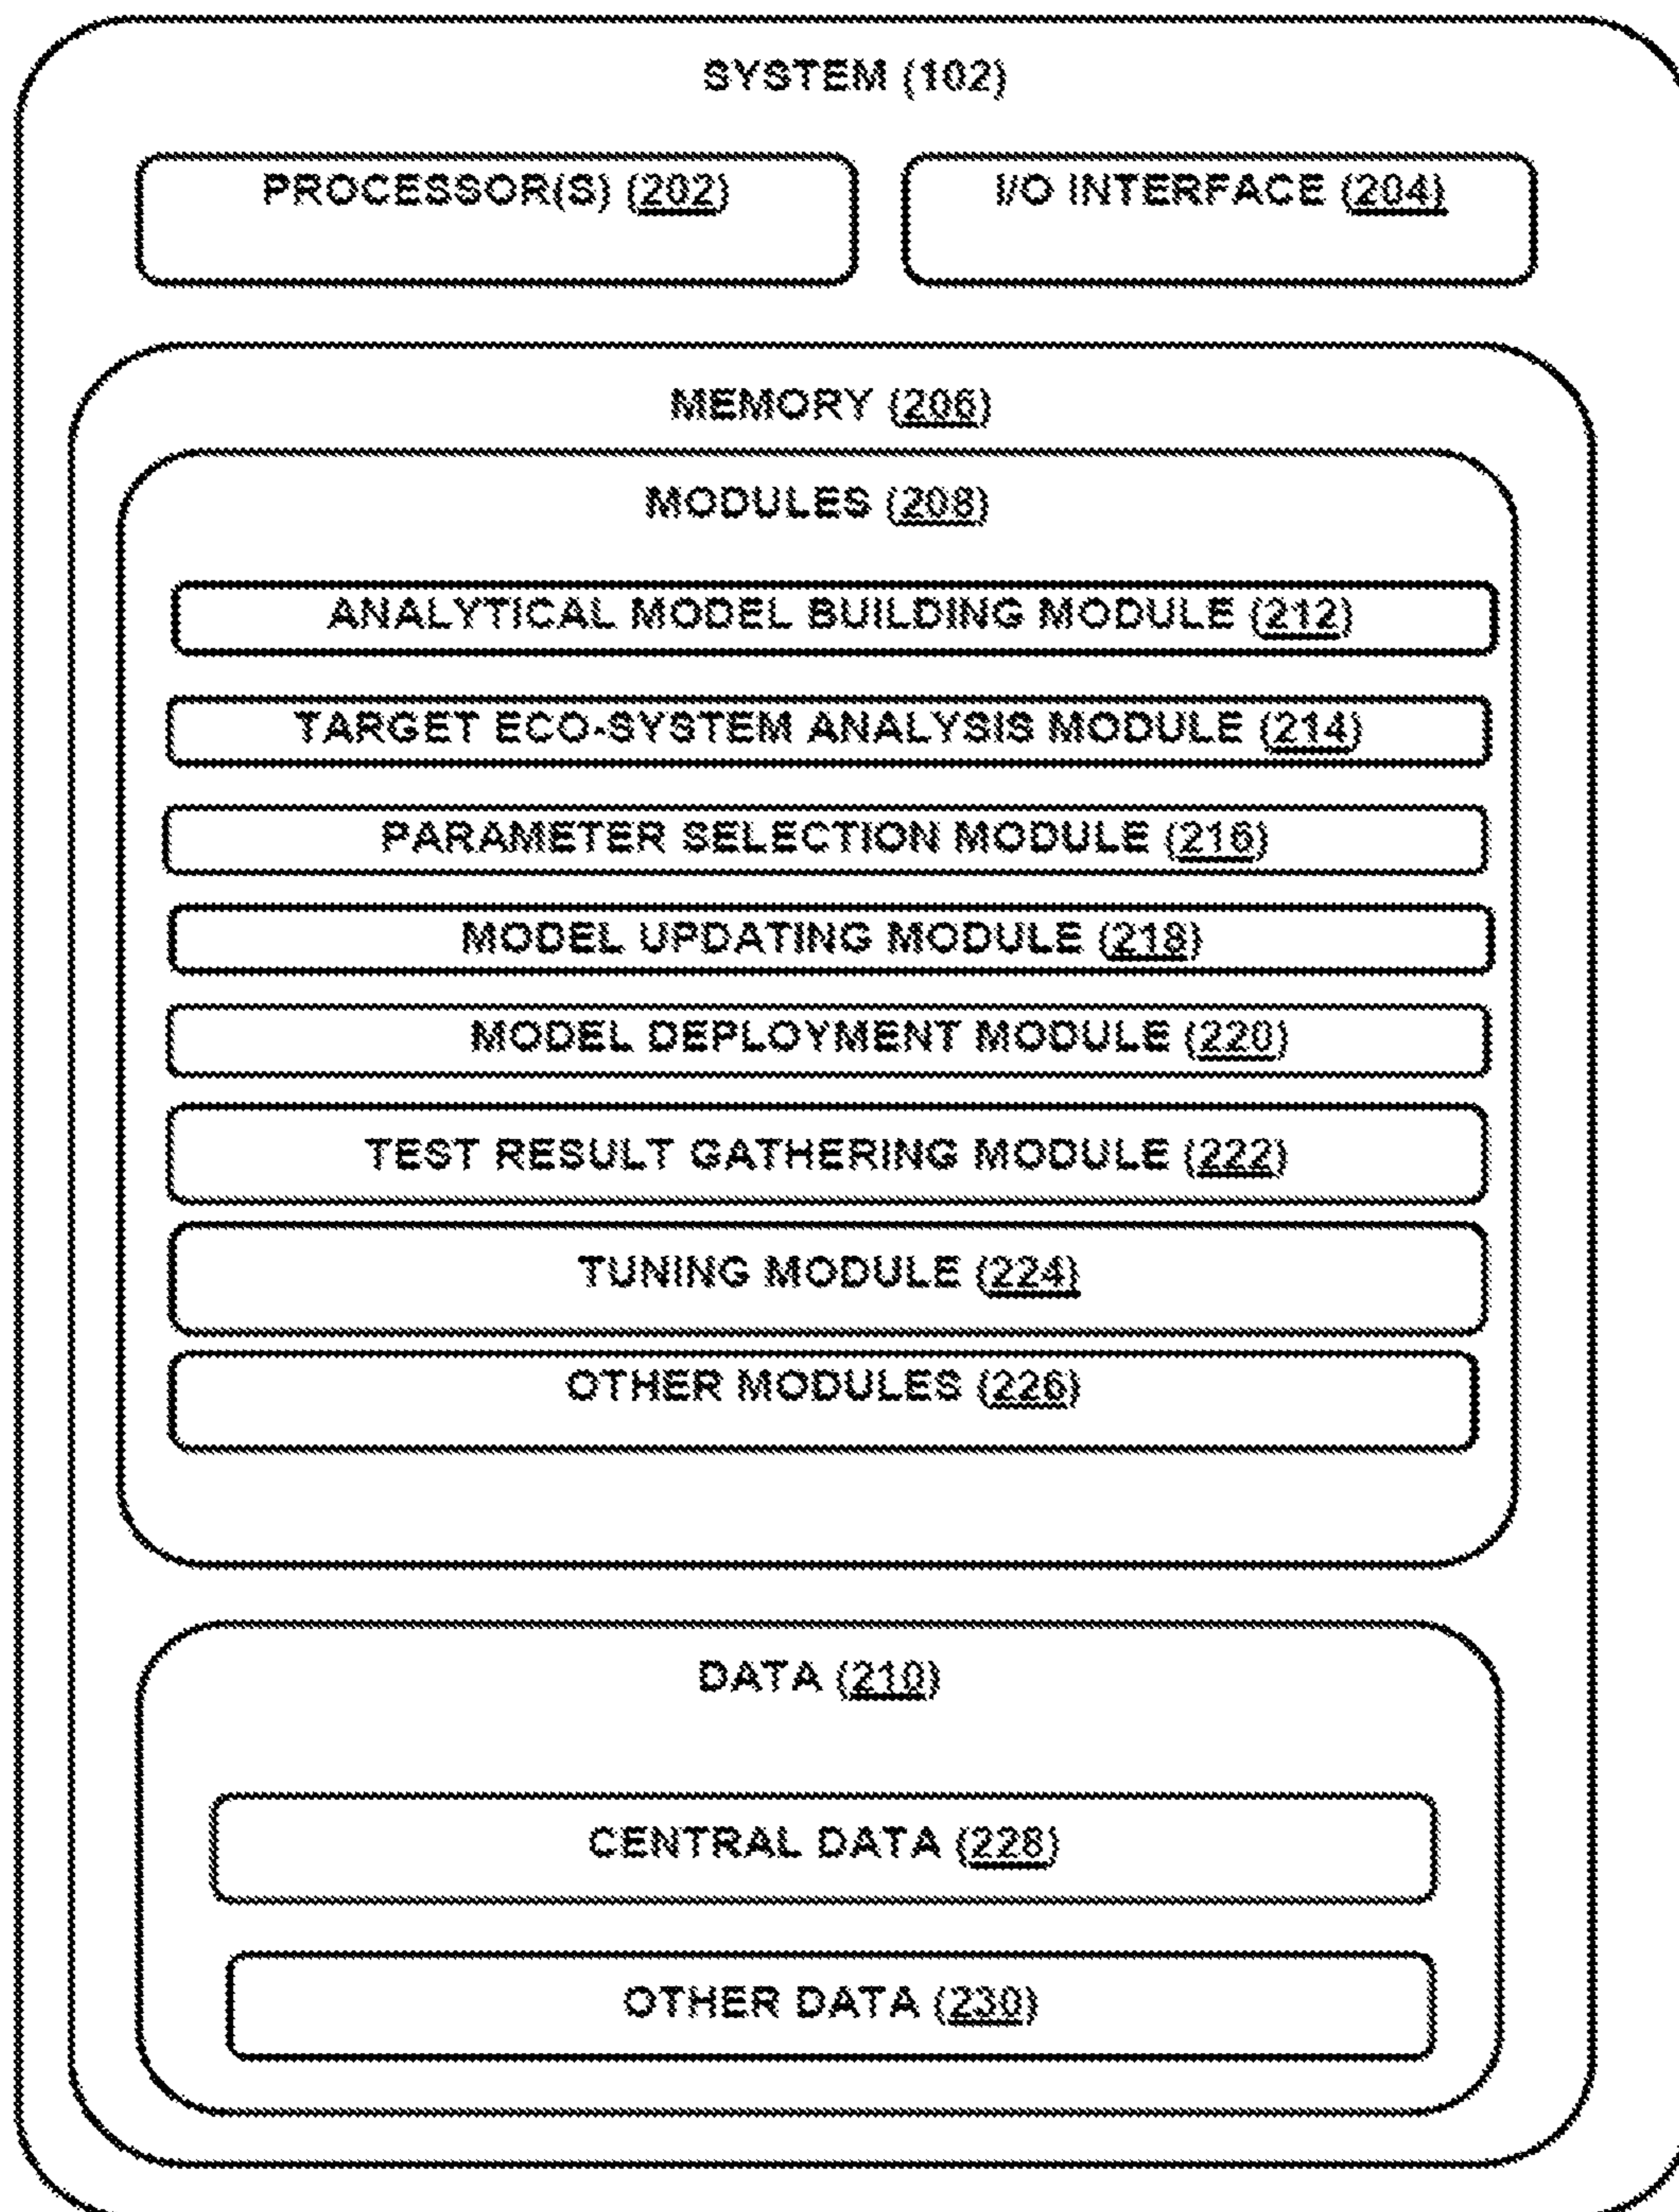 SYSTEM (102)
PROCESSOR(S) (202)
I/O INTERFACE (204)
MEMORY (206)
MODULES (208)
ANALYTICAL MODEL BUILDING MODULE (212)
TARGET ECO-SYSTEM ANALYSIS MODULE (214)
PARAMETER SELECTION MODULE (216)
MODEL UPDATING MODULE (218)
MODEL DEPLOYMENT MODULE (220)
TEST RESULT GATHERING MODULE (222)
TUNING MODULE (224)
OTHER MODULES (226)
DATA (210)
CENTRAL DATA (228)
OTHER DATA (230)